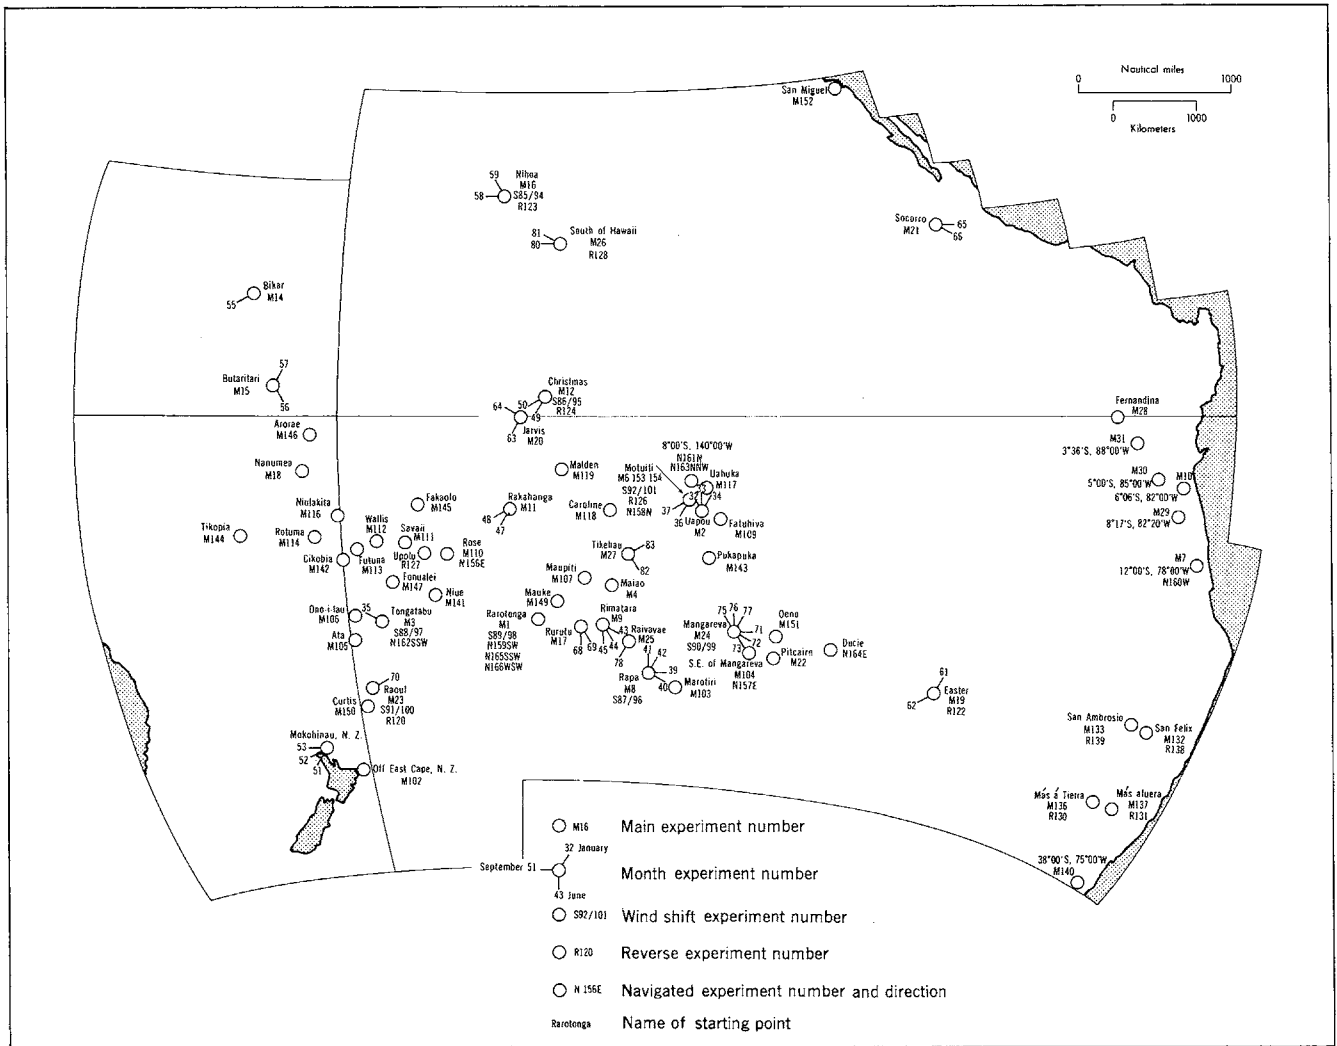 Nautical miles
0 1000
0 1000
Kilometers
San Miguel
M152
59
58
Nihoa
M16
S85/94
R123
81
80
South of Hawaii
M26
R128
Socorro
M21
65
66
55
Bikar
M14
57
Butaritari
M15
56
Christmas
M12
S86/95
R124
50
49
64
63
Jarvis
M20
Fernandina
M28
Arorae
M146
M31
3°36'S, 88°00'W
Nanumea
M18
Malden
M119
8°00'S, 140°00'W
N161N
N163NNW
Motuiti
M6 153 154
S92/101
R126
N158N
Uahuka
M117
32
34
37
36
Uapou
M2
M30
5°00'S, 85°00'W
M10
6°06'S, 82°00'W
M29
8°17'S, 82°20'W
Niulakita
M116
Fakaofo
M145
Rakahanga
M11
48
47
Caroline
M118
Fatuhiva
M109
Tikopia
M144
Rotuma
M114
Wallis
M112
Savaii
M111
Upolu
R127
Rose
M110
N156E
Tikehau
M27
83
82
Pukapuka
M143
Cikobia
M142
Futuna
M113
M7
12°00'S, 78°00'W
N160W
Fonualei
M147
Niue
M141
Maupiti
M107
Maiao
M4
Mauke
M149
Ono-i-lau
M106
35
Tongatabu
M3
S88/97
N162SSW
Rarotonga
M1
S89/98
N159SW
N165SSW
N166WSW
Rurutu
M17
68
69
Rimatara
M9
43
44
45
Raivavae
M25
78
75
76
77
Mangareva
M24
S90/99
71
72
73
Oeno
M151
Ata
M105
S.E. of Mangareva
M104
N157E
Pitcairn
M22
Ducie
N164E
41
42
39
40
Rapa
M8
S87/96
Marotiri
M103
70
Raoul
M23
S91/100
R120
Curtis
M150
61
62
Easter
M19
R122
San Ambrosio
M133
R139
San Felix
M132
R138
Mokohinau, N. Z.
53
52
51
Off East Cape, N. Z.
M102
Más á Tierra
M136
R130
Más afuera
M137
R131
38°00'S, 75°00'W
M140
M16 Main experiment number
32 January
September 51
43 June
Month experiment number
S92/101 Wind shift experiment number
R120 Reverse experiment number
N 156E Navigated experiment number and direction
Rarotonga Name of starting point